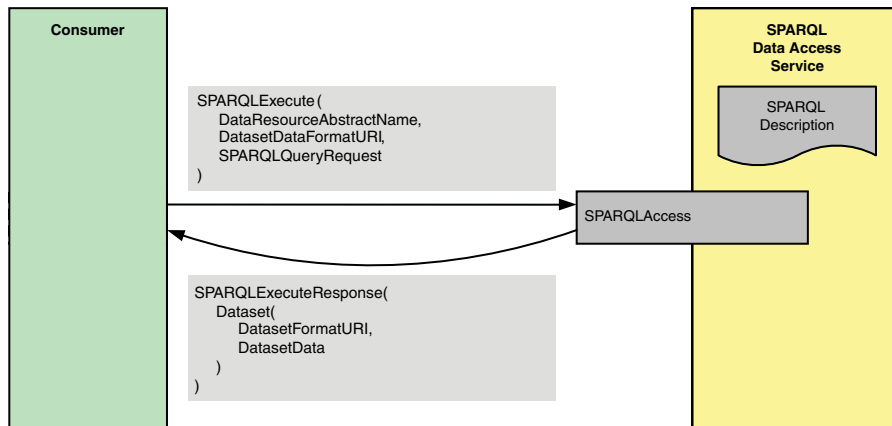 Consumer
SPARQL
Data Access
Service
SPARQL
Description
SPARQLExecute(
DataResourceAbstractName,
DatasetDataFormatURI,
SPARQLQueryRequest
)
SPARQLAccess
SPARQLExecuteResponse(
Dataset(
DatasetFormatURI,
DatasetData
)
)